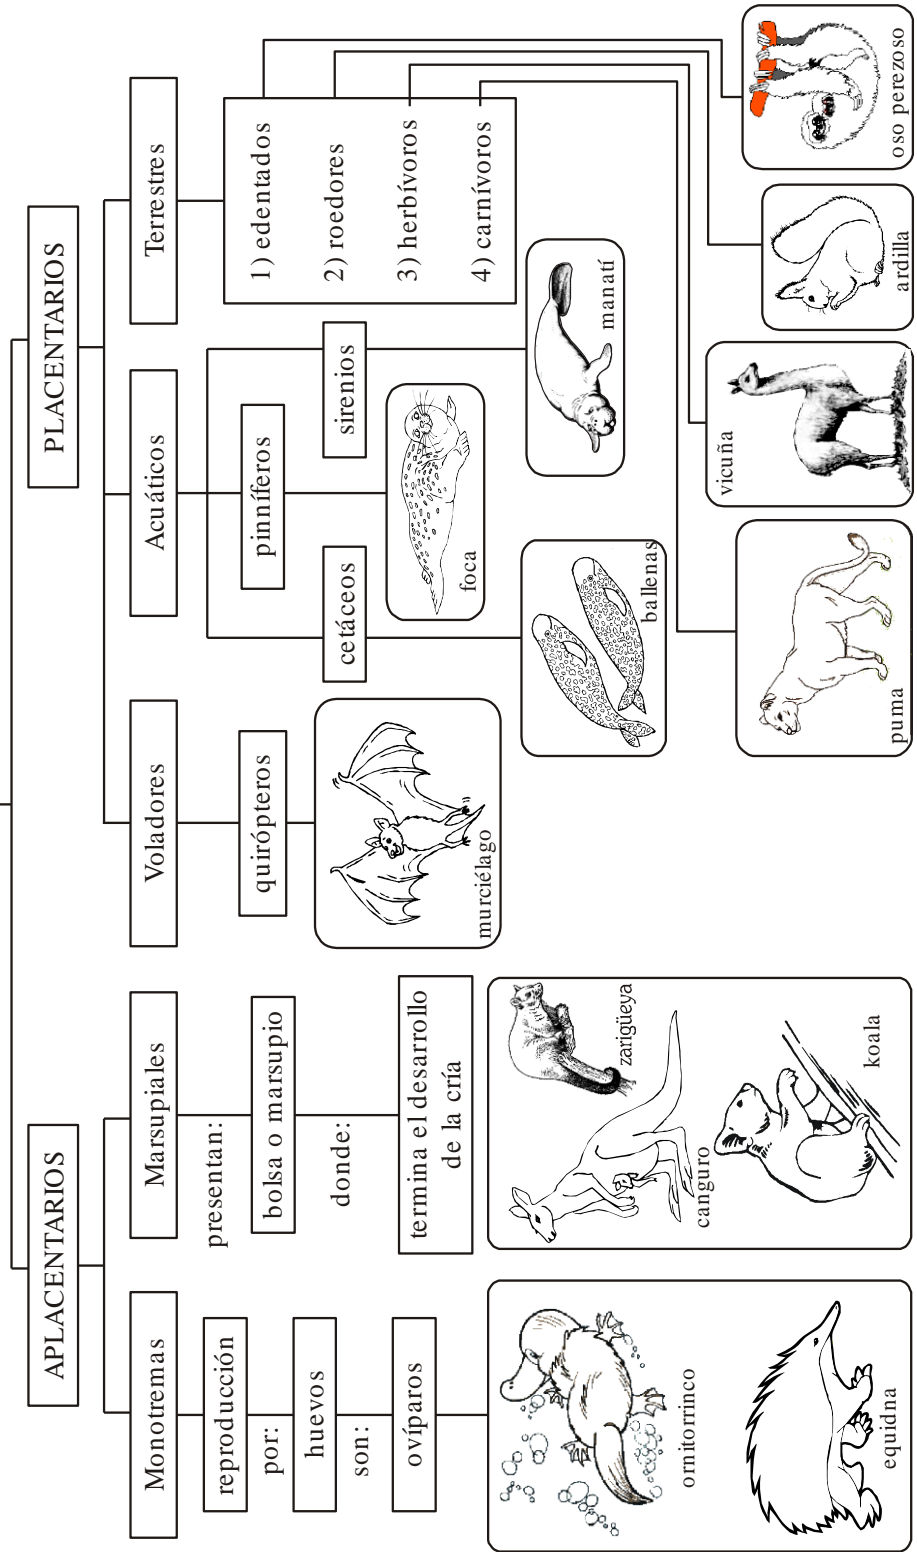 APLACENTARIOS
Monotremas
reproducción
por:
huevos
son:
ovíparos
ornitorrinco
equidna
Marsupiales
presentan:
bolsa o marsupio
donde:
termina el desarrollo
de la cría
zarigüeya
canguro
koala
PLACENTARIOS
Voladores
quirópteros
murciélago
Acuáticos
cetáceos
ballenas
pinníferos
foca
sirenios
manatí
Terrestres
1) edentados
2) roedores
3) herbívoros
4) carnívoros
puma
vicuña
ardilla
oso perezoso